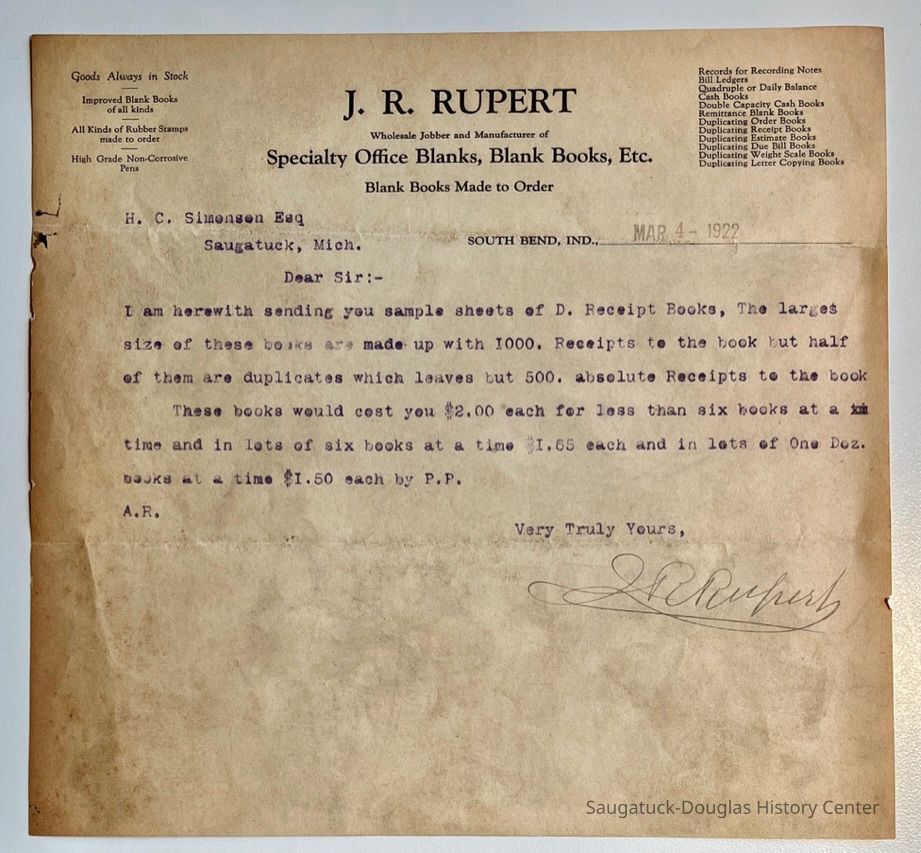 Goods Always in Stock
Improved Blank Books
of all kinds
All Kinds of Rubber Stamps
made to order
High Grade Non-Corrosive
Pens
J. R. RUPERT
Wholesale Jobber and Manufacturer of
Specialty Office Blanks, Blank Books, Etc.
Blank Books Made to Order
Records for Recording Notes
Bill Ledgers
Quadruple or Daily Balance
Cash Books
Double Capacity Cash Books
Remittance Blank Books
Duplicating Order Books
Duplicating Receipt Books
Duplicating Estimate Books
Duplicating Due Bill Books
Duplicating Weight Scale Books
Duplicating Letter Copying Books
H. C. Simonson Esq
Saugatuck, Mich.
SOUTH BEND, IND., MAR 4- 1922
Dear Sir:-
I am herewith sending you sample sheets of D. Receipt Books, The large$
size of these books are made up with I000. Receipts to the book but half
of them are duplicates which leaves but 500. absolute Receipts to the book
These books would cost you $2.00 each for less than six books at a
time and in lots of six books at a time $I.65 each and in lots of One Doz.
books at a time $I.50 each by P.P.
A.R.
Very Truly Yours,
J R Rupert
Saugatuck-Douglas History Center